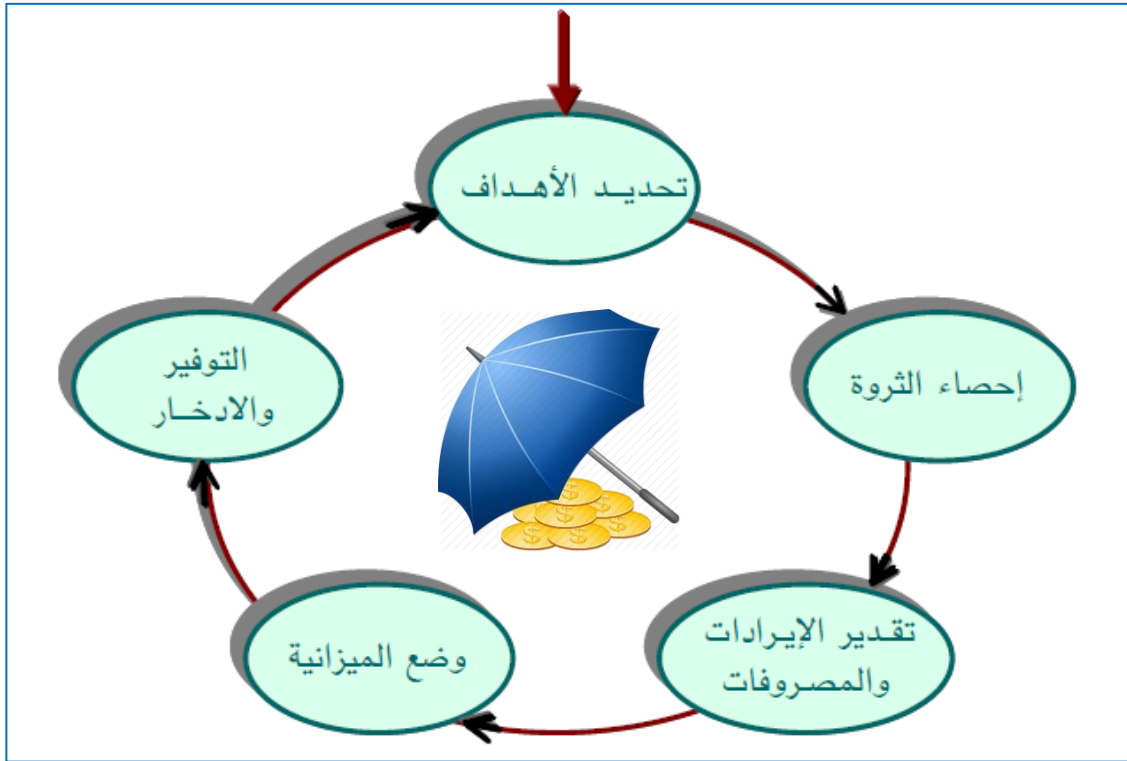 تحديد الأهداف
إحصاء الثروة
تقدير الإيرادات
والمصروفات
وضع الميزانية
التوفير
والادخار